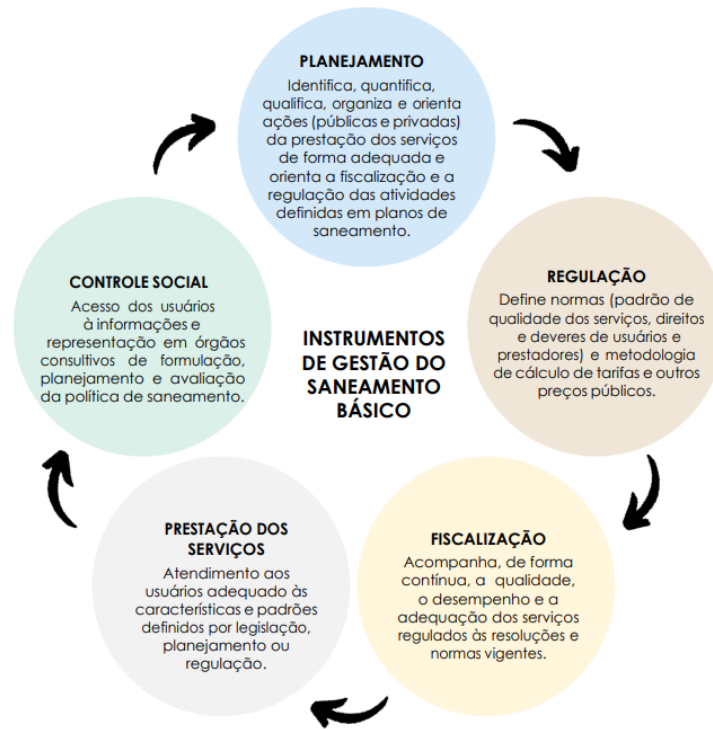 PLANEJAMENTO
Identifica, quantifica,
qualifica, organiza e orienta
ações (públicas e privadas)
da prestação dos serviços
de forma adequada e
orienta a fiscalização e a
regulação das atividades
definidas em planos de
saneamento.
REGULAÇÃO
Define normas (padrão de
qualidade dos serviços, direitos
e deveres de usuários e
prestadores) e metodologia
de cálculo de tarifas e outros
preços públicos.
FISCALIZAÇÃO
Acompanha, de forma
contínua, a qualidade,
o desempenho e a
adequação dos serviços
regulados às resoluções e
normas vigentes.
PRESTAÇÃO DOS
SERVIÇOS
Atendimento aos
usuários adequado às
características e padrões
definidos por legislação,
planejamento ou
regulação.
CONTROLE SOCIAL
Acesso dos usuários
à informações e
representação em órgãos
consultivos de formulação,
planejamento e avaliação
da política de saneamento.
INSTRUMENTOS
DE GESTÃO DO
SANEAMENTO
BÁSICO